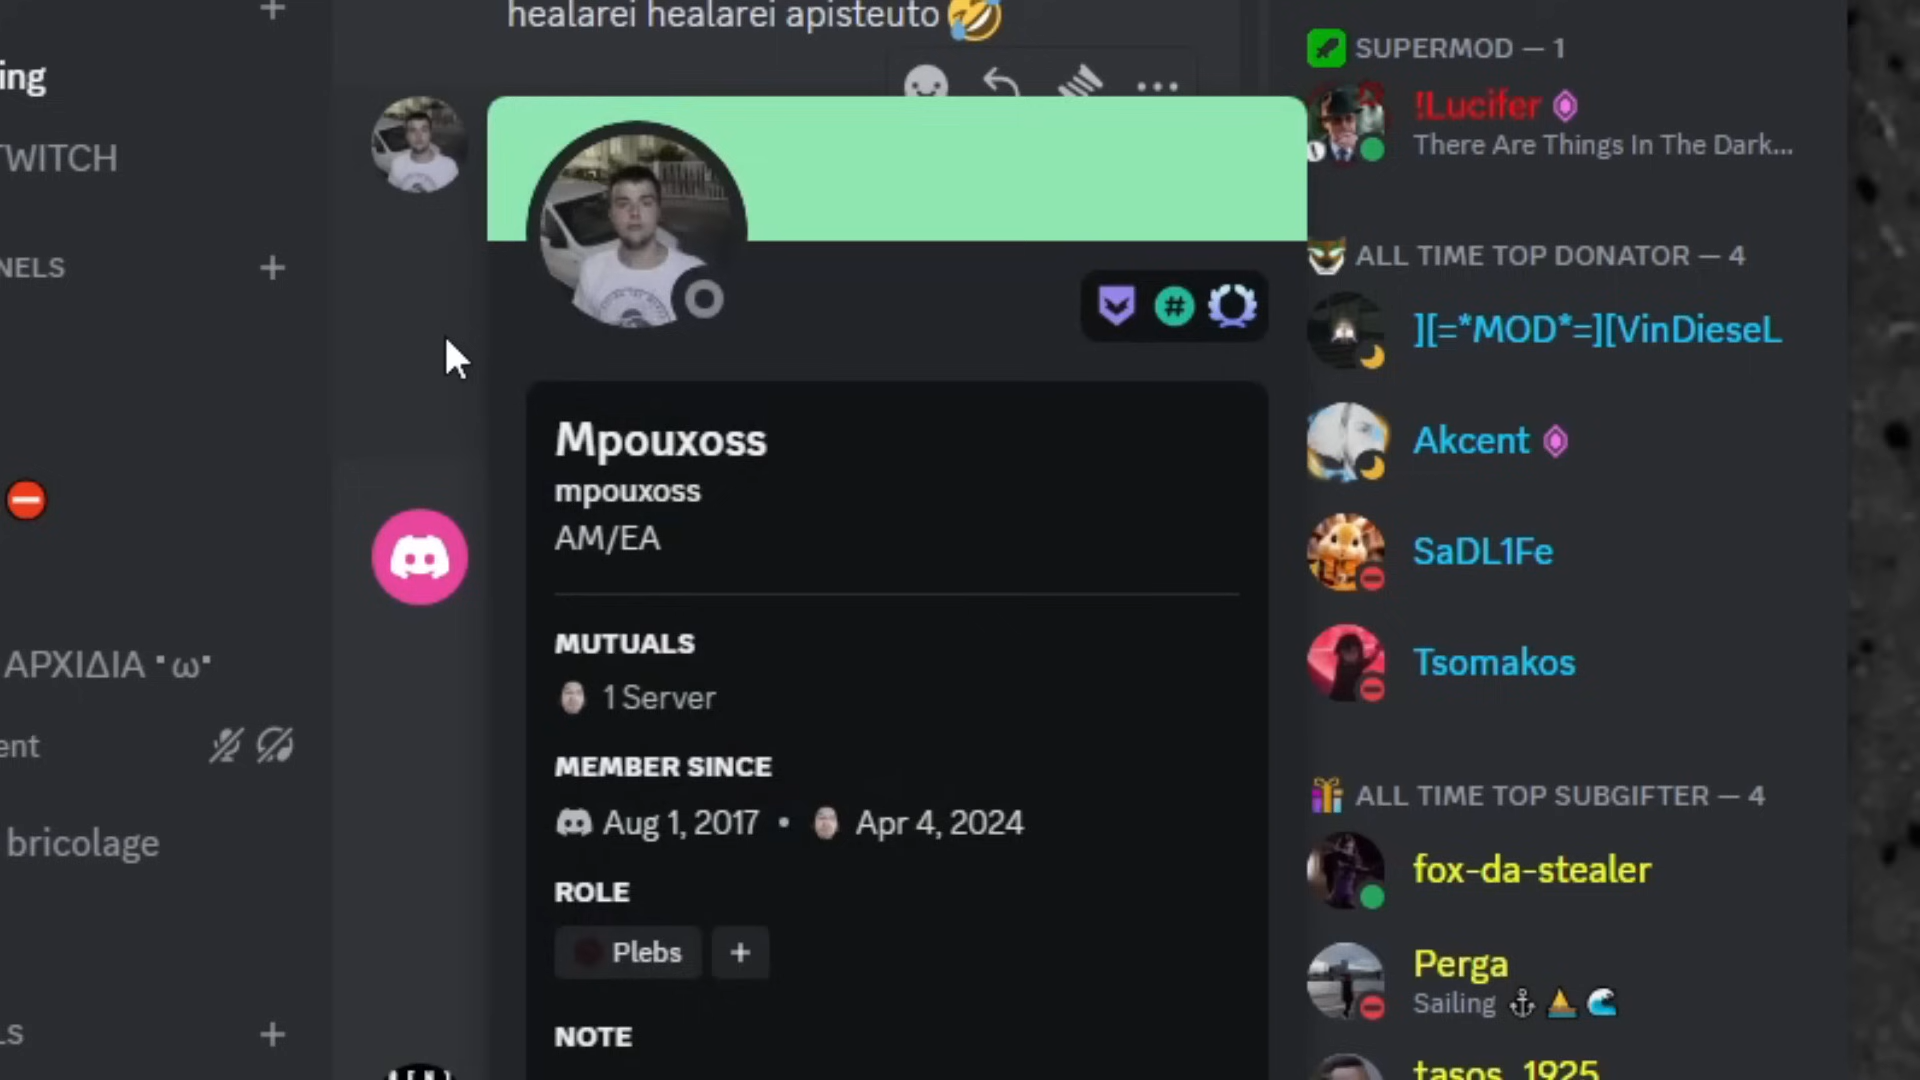 healarei healarei apisteuto 🤣
ing
TWITCH
NELS
ΑΡΧΙΔΙΑ ･ω･
ent
bricolage
LS
Mpouxoss
mpouxoss
AM/EA
MUTUALS
1 Server
MEMBER SINCE
Aug 1, 2017 • Apr 4, 2024
ROLE
Plebs +
NOTE
SUPERMOD — 1
!Lucifer
There Are Things In The Dark...
ALL TIME TOP DONATOR — 4
][=*MOD*=][VinDieseL
Akcent
SaDL1Fe
Tsomakos
ALL TIME TOP SUBGIFTER — 4
fox-da-stealer
Perga
Sailing ⚓ ⛵ 🌊
tasos_1925